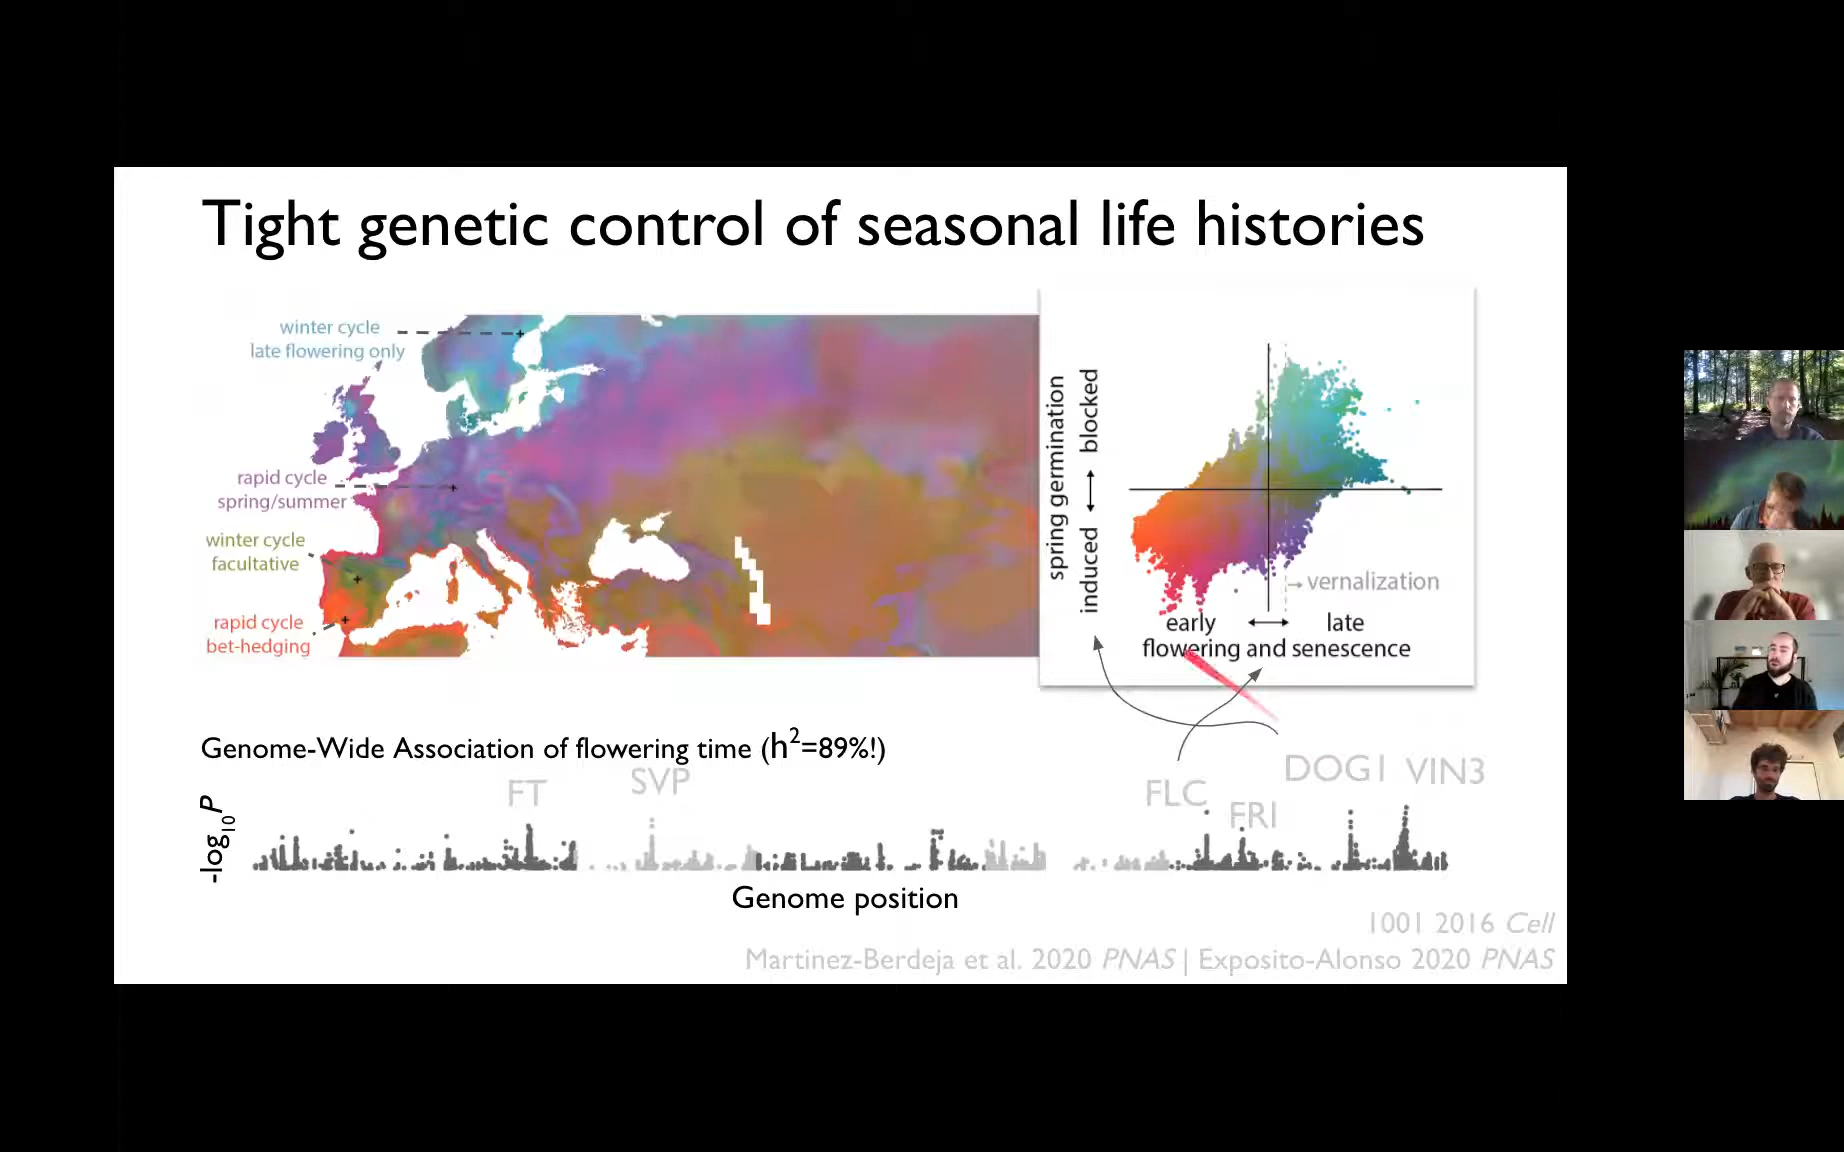 Tight genetic control of seasonal life histories
winter cycle
late flowering only
rapid cycle
spring/summer
winter cycle
facultative
rapid cycle
bet-hedging
spring germination
induced
blocked
vernalization
early
late
flowering and senescence
Genome-Wide Association of flowering time (h²=89%!)
FT
SVP
FLC
FRI
DOG1
VIN3
-log₁₀P
Genome position
1001 2016 Cell
Martinez-Berdeja et al. 2020 PNAS | Exposito-Alonso 2020 PNAS